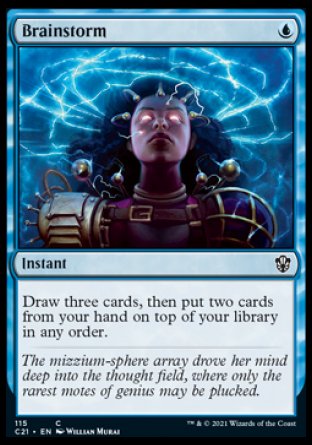 Brainstorm
Instant
Draw three cards, then put two cards
from your hand on top of your library
in any order.
The mizzium-sphere array drove her mind
deep into the thought field, where only the
rarest motes of genius may be plucked.
115 C
C21 • EN Willian Murai
™ & © 2021 Wizards of the Coast